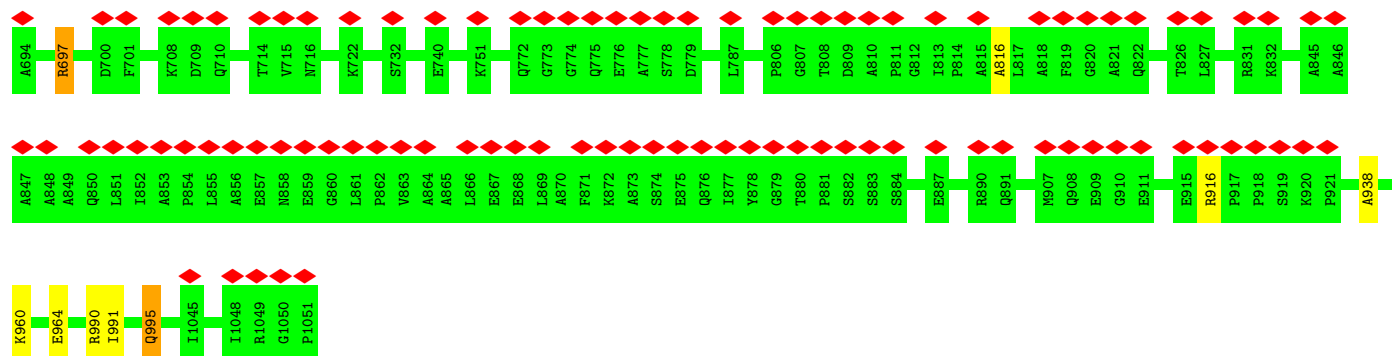 A694 R697 D700 F701 K708 D709 Q710 T714 V715 N716 K722 S732 E740 K751 Q772 G773 G774 Q775 E776 A777 S778 D779 L787 P806 G807 T808 D809 A810 P811 G812 I813 P814 A815 A816 L817 A818 F819 G820 A821 Q822 T826 L827 R831 K832 A845 A846
A847 A848 A849 Q850 L851 I852 A853 P854 L855 A856 E857 N858 E859 G860 L861 P862 V863 A864 A865 L866 E867 E868 L869 A870 F871 K872 A873 S874 E875 Q876 I877 Y878 G879 T880 P881 S882 S883 S884 E887 R890 Q891 M907 Q908 E909 G910 E911 E915 R916 P917 P918 S919 K920 P921 A938
K960 E964 R990 I991 Q995 I1045 I1048 R1049 G1050 P1051